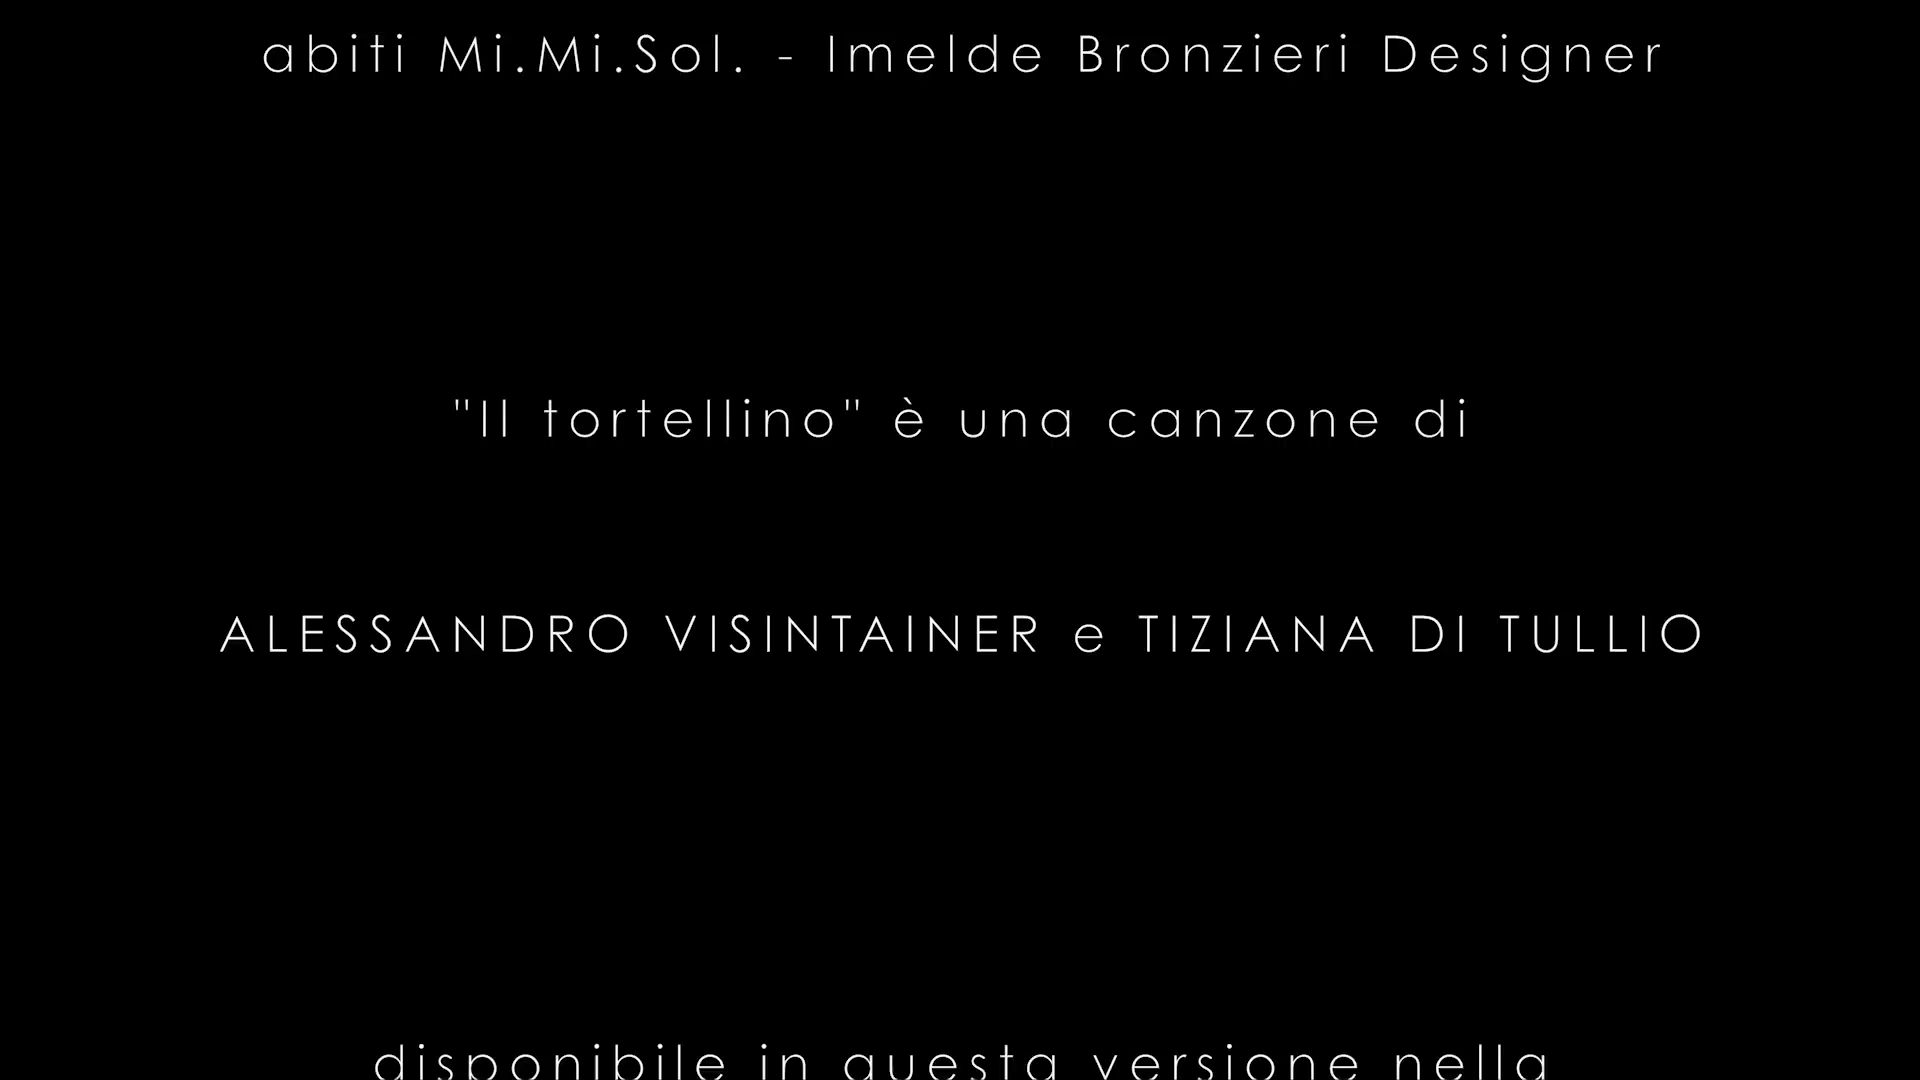 abiti Mi.Mi.Sol. - Imelde Bronzieri Designer
"Il tortellino" è una canzone di
ALESSANDRO VISINTAINER e TIZIANA DI TULLIO
disponibile in questa versione nella